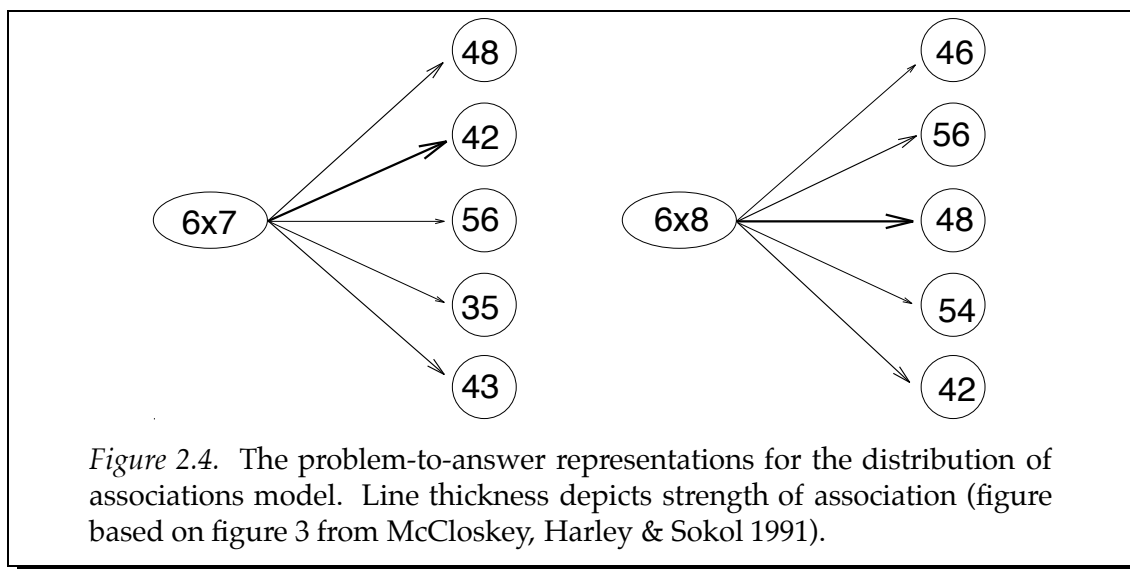 48
42
6x7
56
35
43
46
56
6x8
48
54
42
Figure 2.4. The problem-to-answer representations for the distribution of
associations model. Line thickness depicts strength of association (figure
based on figure 3 from McCloskey, Harley & Sokol 1991).